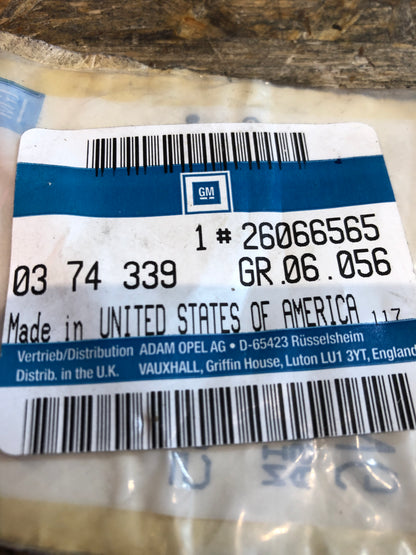 GM
1 # 26066565
03 74 339 GR.06.056
Made in UNITED STATES OF AMERICA 117
Vertrieb/Distribution ADAM OPEL AG • D-65423 Rüsselsheim
Distrib. in the U.K. VAUXHALL, Griffin House, Luton LU1 3YT, England